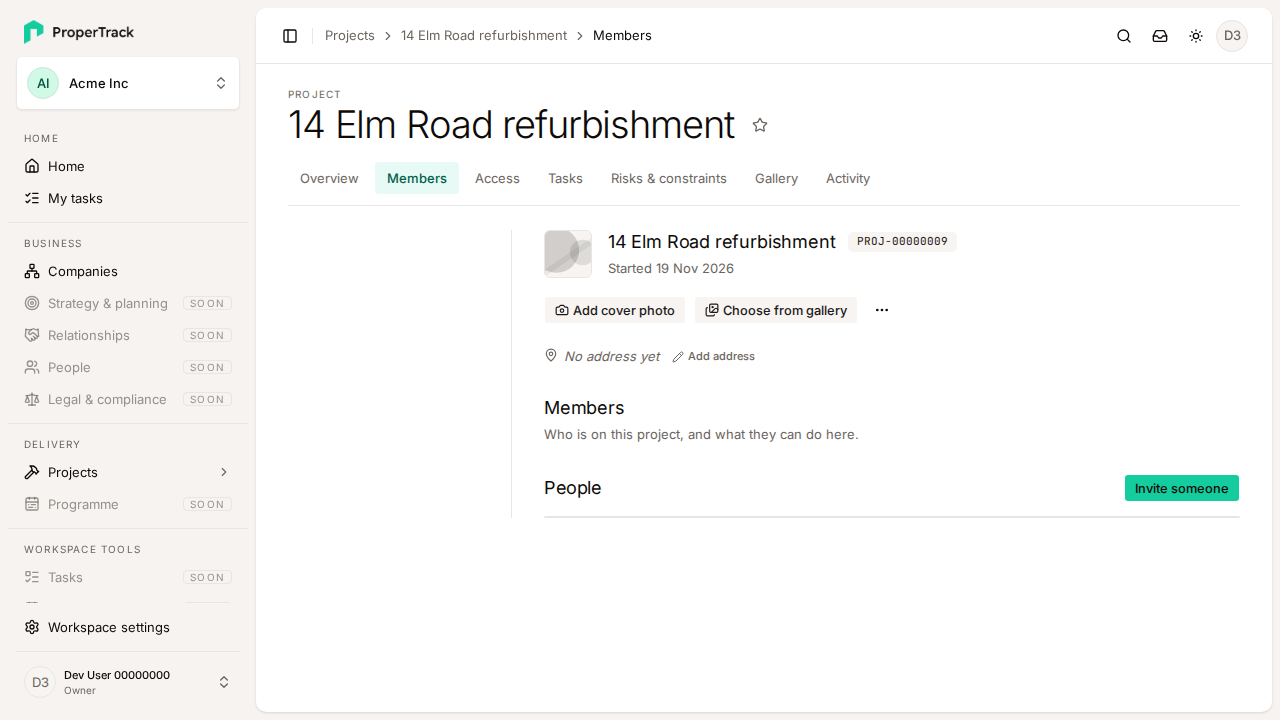 ProperTrack
AI
Acme Inc
HOME
Home
My tasks
BUSINESS
Companies
Strategy & planning SOON
Relationships SOON
People SOON
Legal & compliance SOON
DELIVERY
Projects
Programme SOON
WORKSPACE TOOLS
Tasks SOON
Workspace settings
D3
Dev User 00000000
Owner
Projects
14 Elm Road refurbishment
Members
D3
PROJECT
14 Elm Road refurbishment
Overview
Members
Access
Tasks
Risks & constraints
Gallery
Activity
14 Elm Road refurbishment PROJ-00000009
Started 19 Nov 2026
Add cover photo
Choose from gallery
No address yet
Add address
Members
Who is on this project, and what they can do here.
People
Invite someone